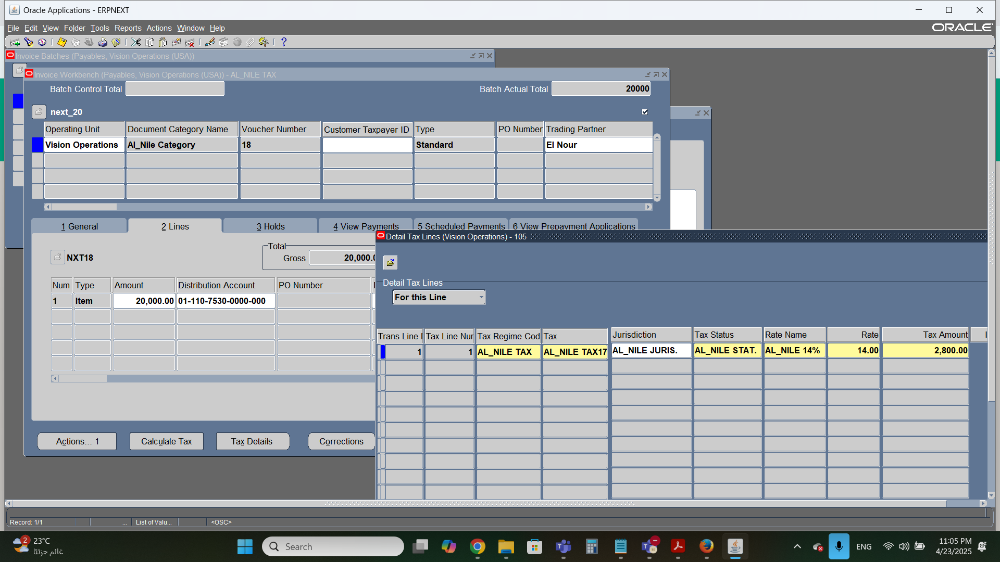 Oracle Applications - ERPNEXT
File Edit View Folder Tools Reports Actions Window Help
ORACLE
Invoice Batches (Payables, Vision Operations (USA))
Invoice Workbench (Payables, Vision Operations (USA)) - AL_NILE TAX
Batch Control Total
Batch Actual Total 20000
next_20
Operating Unit Document Category Name Voucher Number Customer Taxpayer ID Type PO Number Trading Partner
Vision Operations Al_Nile Category 18 Standard El Nour
1 General 2 Lines 3 Holds 4 View Payments 5 Scheduled Payments 6 View Prepayment Applications
NXT18
Total
Gross 20,000.0
Num Type Amount Distribution Account PO Number
1 Item 20,000.00 01-110-7530-0000-000
Actions... 1 Calculate Tax Tax Details Corrections
Detail Tax Lines (Vision Operations) - 105
Detail Tax Lines
For this Line
Trans Line Tax Line Nur Tax Regime Cod Tax Jurisdiction Tax Status Rate Name Rate Tax Amount
1 1 AL_NILE TAX AL_NILE TAX17 AL_NILE JURIS. AL_NILE STAT. AL_NILE 14% 14.00 2,800.00
Record: 1/1 ... List of Valu... <OSC>
2
23°C
غائم جزئيًا
Search
ENG
11:05 PM
4/23/2025